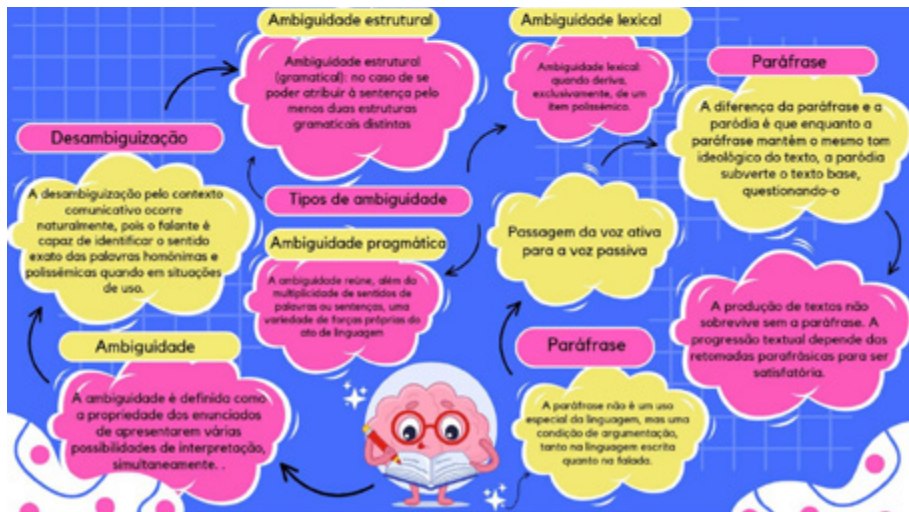 Ambiguidade estrutural
Ambiguidade estrutural
(gramatical): no caso de se
poder atribuir à sentença pelo
menos duas estruturas
gramaticais distintas
Ambiguidade lexical
Ambiguidade lexical:
quando deriva,
exclusivamente, de um
item polissêmico.
Paráfrase
A diferença da paráfrase e a
paródia é que enquanto a
paráfrase mantém o mesmo tom
ideológico do texto, a paródia
subverte o texto base,
questionando-o
Desambiguização
A desambiguização pelo contexto
comunicativo ocorre
naturalmente, pois o falante é
capaz de identificar o sentido
exato das palavras homônimas e
polissêmicas quando em situações
de uso.
Tipos de ambiguidade
Ambiguidade pragmática
A ambiguidade reúne, além da
multiplicidade de sentidos de
palavras ou sentenças, uma
variedade de forças próprias do
ato de linguagem
Passagem da voz ativa
para a voz passiva
A produção de textos não
sobrevive sem a paráfrase. A
progressão textual depende das
retomadas parafrásicas para ser
satisfatória.
Ambiguidade
A ambiguidade é definida como
a propriedade dos enunciados
de apresentarem várias
possibilidades de interpretação,
simultaneamente. .
Paráfrase
A paráfrase não é um uso
especial da linguagem, mas uma
condição de argumentação,
tanto na linguagem escrita
quanto na falada.